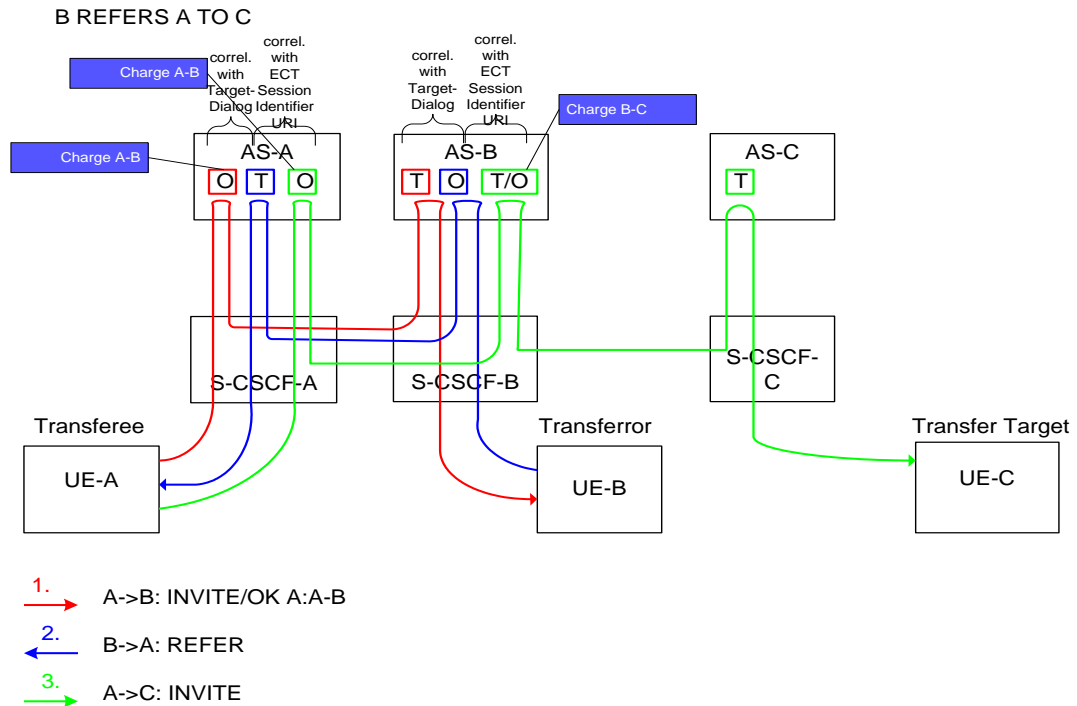 B REFERS A TO C
correl.
with
Target-
Dialog
correl.
with
ECT
Session
Identifier
URI
correl.
with
Target-
Dialog
correl.
with
ECT
Session
Identifier
URI
Charge A-B
Charge B-C
Charge A-B
AS-A
AS-B
AS-C
O
T
O
T
O
T/O
T
S-CSCF-A
S-CSCF-B
S-CSCF-
C
Transferee
Transferror
Transfer Target
UE-A
UE-B
UE-C
1.
A->B: INVITE/OK A:A-B
2.
B->A: REFER
3.
A->C: INVITE